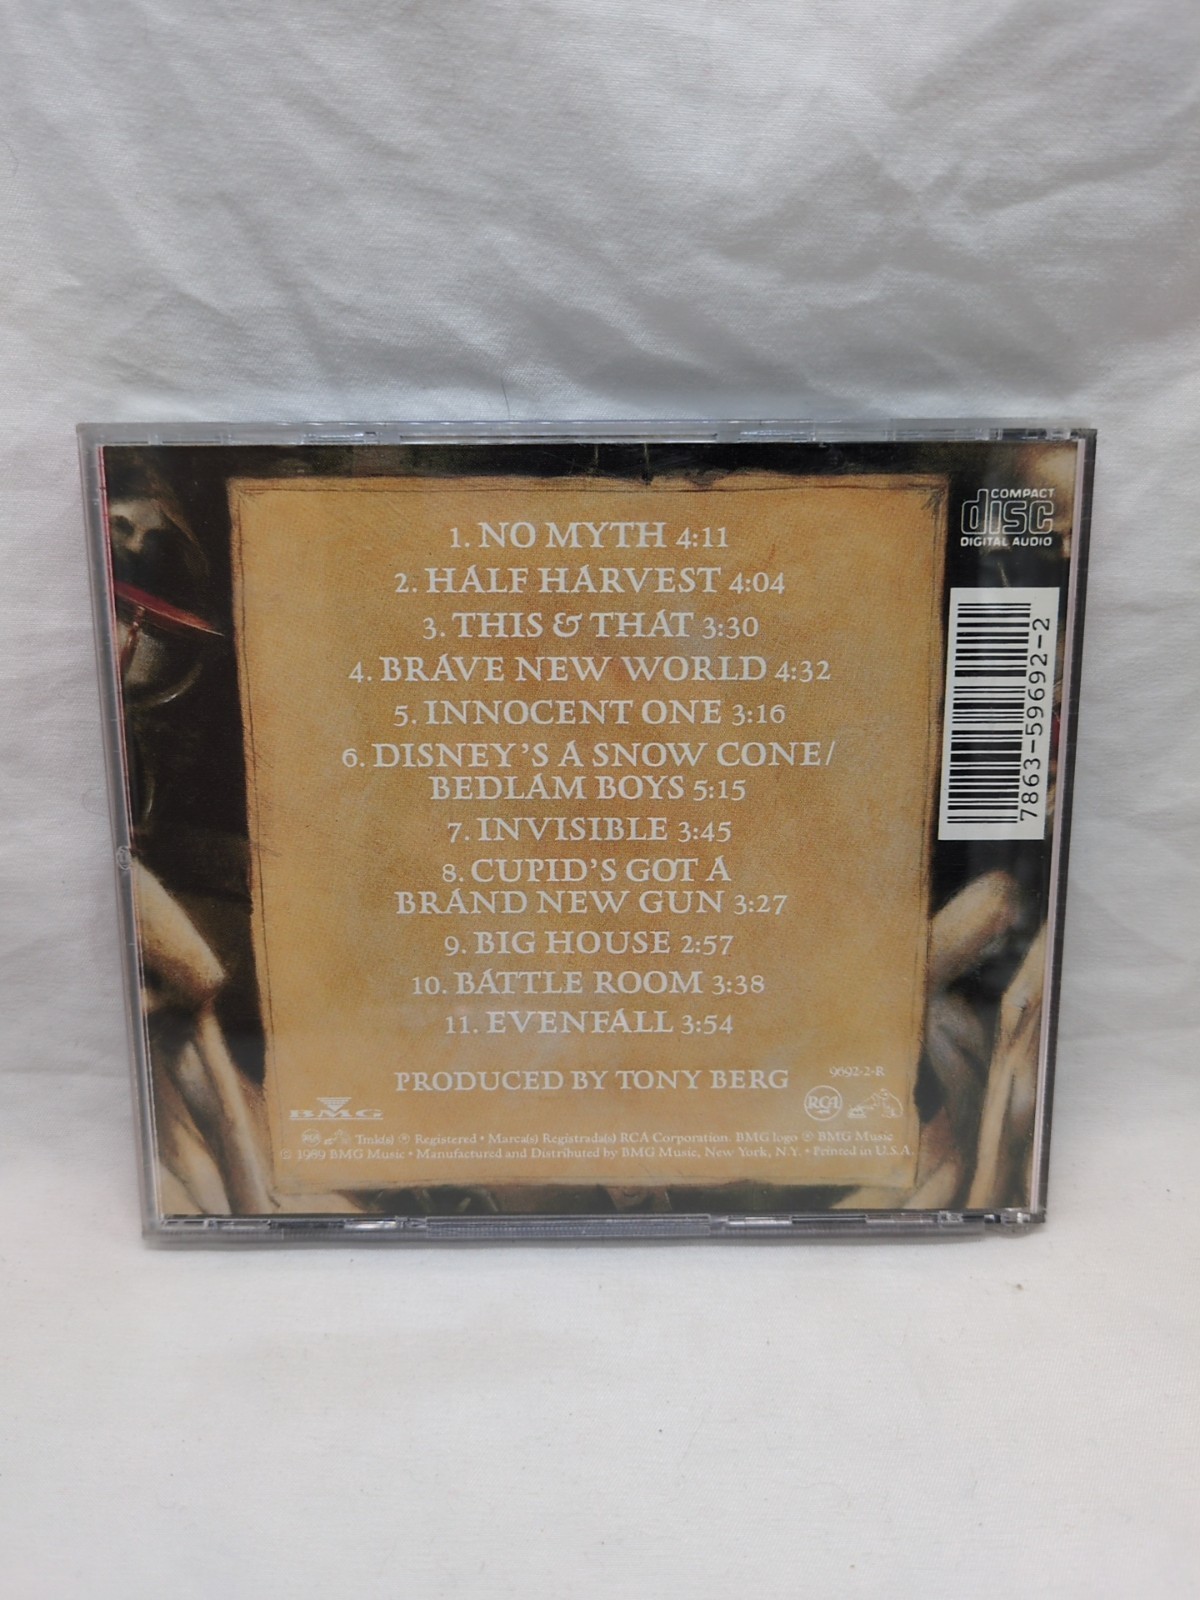 1. NO MYTH 4:11
2. HALF HARVEST 4:04
3. THIS & THAT 3:30
4. BRAVE NEW WORLD 4:32
5. INNOCENT ONE 3:16
6. DISNEY'S A SNOW CONE/
BEDLAM BOYS 5:15
7. INVISIBLE 3:45
8. CUPID'S GOT A
BRAND NEW GUN 3:27
9. BIG HOUSE 2:57
10. BATTLE ROOM 3:38
11. EVENFALL 3:54
PRODUCED BY TONY BERG
9692-2-R
BMG
RCA
Tmk(s) ® Registered • Marca(s) Registrada(s) RCA Corporation. BMG logo ® BMG Music
© 1989 BMG Music • Manufactured and Distributed by BMG Music, New York, N.Y. • Printed in U.S.A.
COMPACT
disc
DIGITAL AUDIO
7863-59692-2